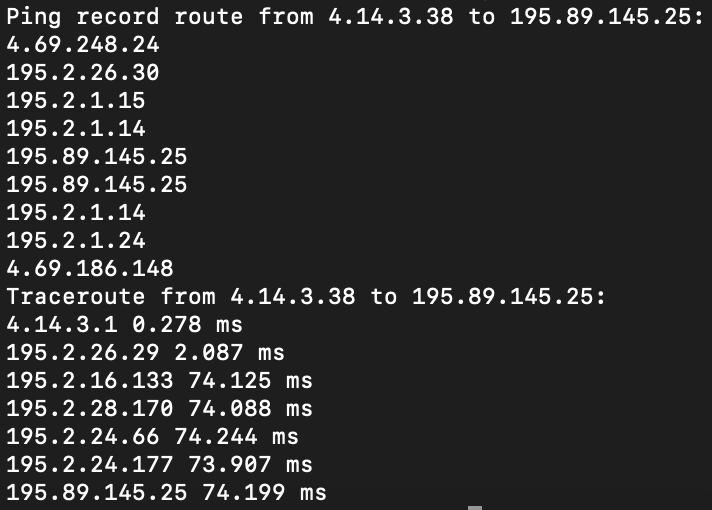 Ping record route from 4.14.3.38 to 195.89.145.25:
4.69.248.24
195.2.26.30
195.2.1.15
195.2.1.14
195.89.145.25
195.89.145.25
195.2.1.14
195.2.1.24
4.69.186.148
Traceroute from 4.14.3.38 to 195.89.145.25:
4.14.3.1 0.278 ms
195.2.26.29 2.087 ms
195.2.16.133 74.125 ms
195.2.28.170 74.088 ms
195.2.24.66 74.244 ms
195.2.24.177 73.907 ms
195.89.145.25 74.199 ms